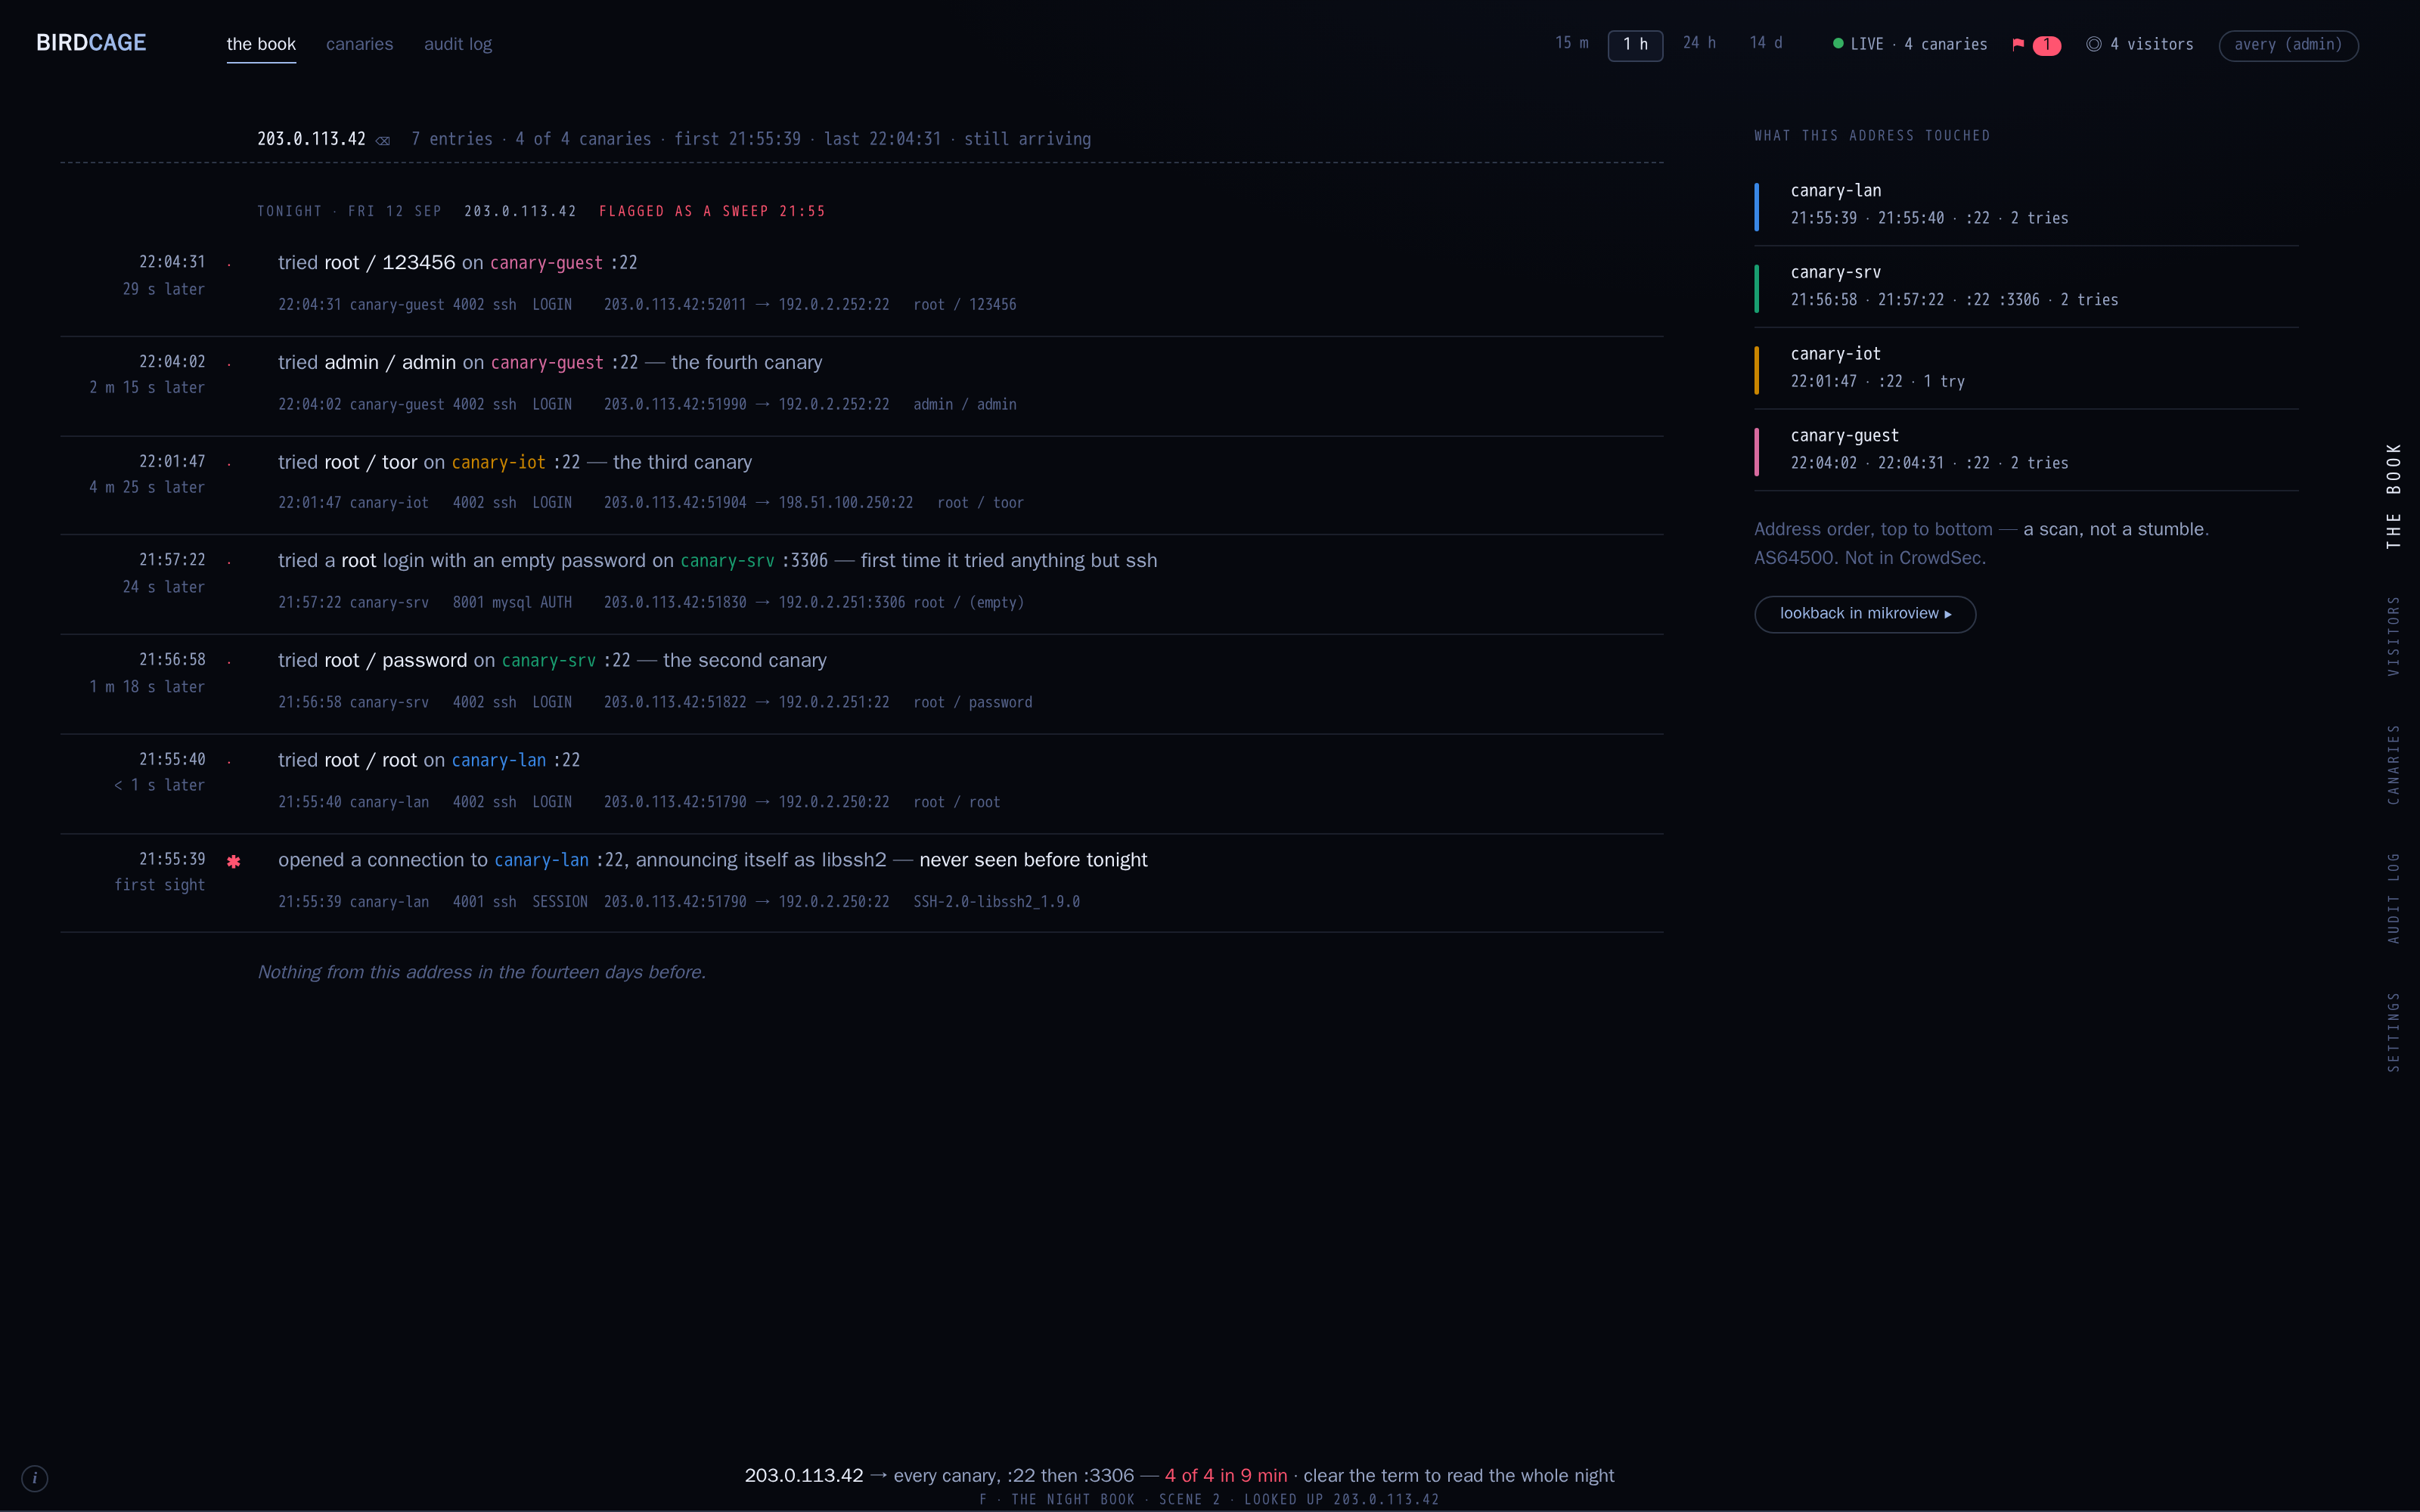 BIRDCAGE the book canaries audit log 15 m 1 h 24 h 14 d LIVE · 4 canaries 1 4 visitors avery (admin)
203.0.113.42 ⌫ 7 entries · 4 of 4 canaries · first 21:55:39 · last 22:04:31 · still arriving
TONIGHT · FRI 12 SEP 203.0.113.42 FLAGGED AS A SWEEP 21:55
22:04:31 · tried root / 123456 on canary-guest :22
29 s later
22:04:31 canary-guest 4002 ssh LOGIN 203.0.113.42:52011 → 192.0.2.252:22 root / 123456
22:04:02 · tried admin / admin on canary-guest :22 — the fourth canary
2 m 15 s later
22:04:02 canary-guest 4002 ssh LOGIN 203.0.113.42:51990 → 192.0.2.252:22 admin / admin
22:01:47 · tried root / toor on canary-iot :22 — the third canary
4 m 25 s later
22:01:47 canary-iot 4002 ssh LOGIN 203.0.113.42:51904 → 198.51.100.250:22 root / toor
21:57:22 · tried a root login with an empty password on canary-srv :3306 — first time it tried anything but ssh
24 s later
21:57:22 canary-srv 8001 mysql AUTH 203.0.113.42:51830 → 192.0.2.251:3306 root / (empty)
21:56:58 · tried root / password on canary-srv :22 — the second canary
1 m 18 s later
21:56:58 canary-srv 4002 ssh LOGIN 203.0.113.42:51822 → 192.0.2.251:22 root / password
21:55:40 · tried root / root on canary-lan :22
< 1 s later
21:55:40 canary-lan 4002 ssh LOGIN 203.0.113.42:51790 → 192.0.2.250:22 root / root
21:55:39 ✱ opened a connection to canary-lan :22, announcing itself as libssh2 — never seen before tonight
first sight
21:55:39 canary-lan 4001 ssh SESSION 203.0.113.42:51790 → 192.0.2.250:22 SSH-2.0-libssh2_1.9.0
Nothing from this address in the fourteen days before.
WHAT THIS ADDRESS TOUCHED
canary-lan
21:55:39 · 21:55:40 · :22 · 2 tries
canary-srv
21:56:58 · 21:57:22 · :22 :3306 · 2 tries
canary-iot
22:01:47 · :22 · 1 try
canary-guest
22:04:02 · 22:04:31 · :22 · 2 tries
Address order, top to bottom — a scan, not a stumble.
AS64500. Not in CrowdSec.
lookback in mikroview ▸
THE BOOK
VISITORS
CANARIES
AUDIT LOG
SETTINGS
i
203.0.113.42 → every canary, :22 then :3306 — 4 of 4 in 9 min · clear the term to read the whole night
F · THE NIGHT BOOK · SCENE 2 · LOOKED UP 203.0.113.42